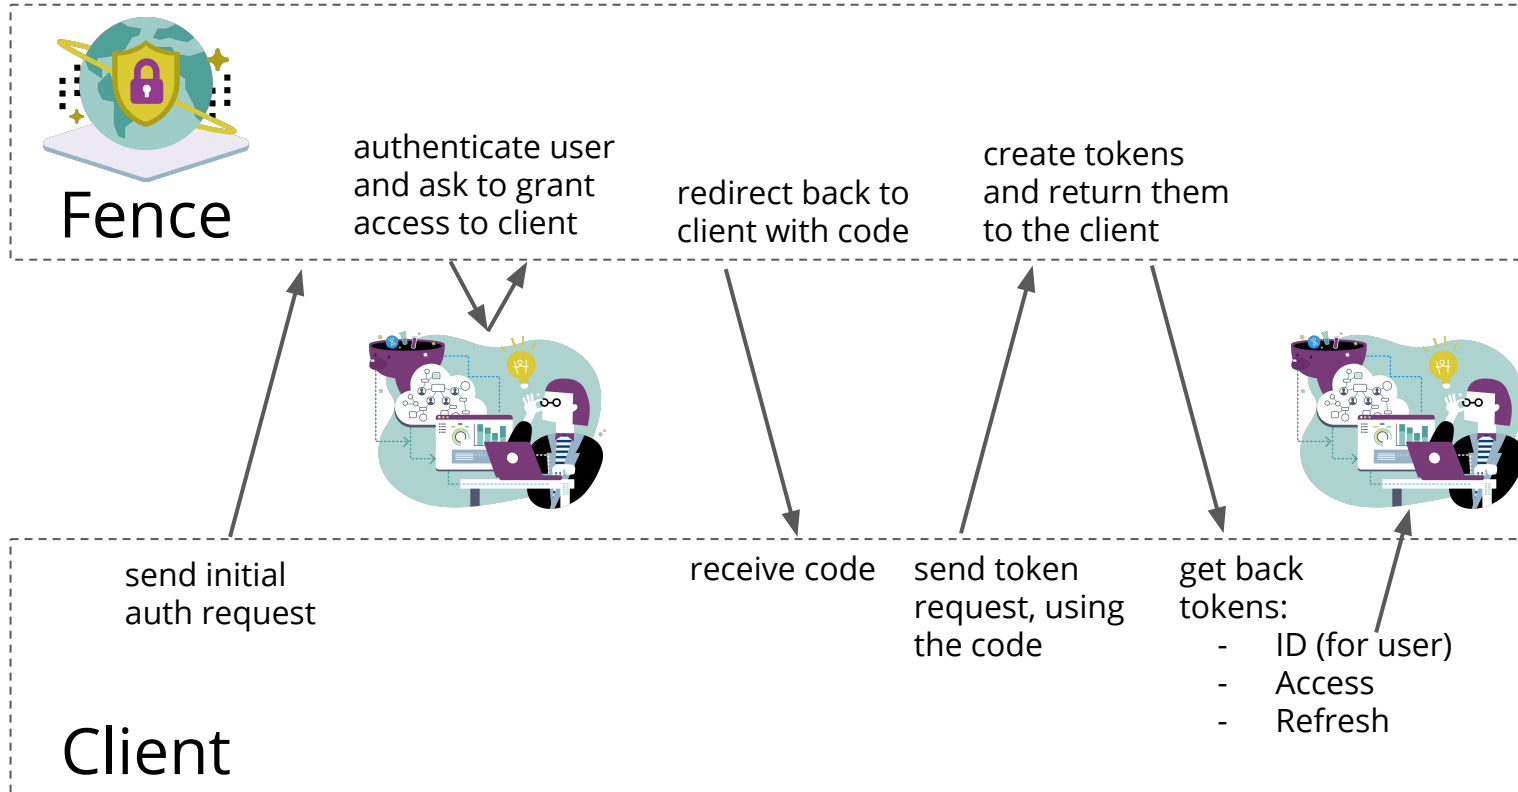 Fence
authenticate user
and ask to grant
access to client
redirect back to
client with code
create tokens
and return them
to the client
send initial
auth request
receive code
send token
request, using
the code
get back
tokens:
- ID (for user)
- Access
- Refresh
Client